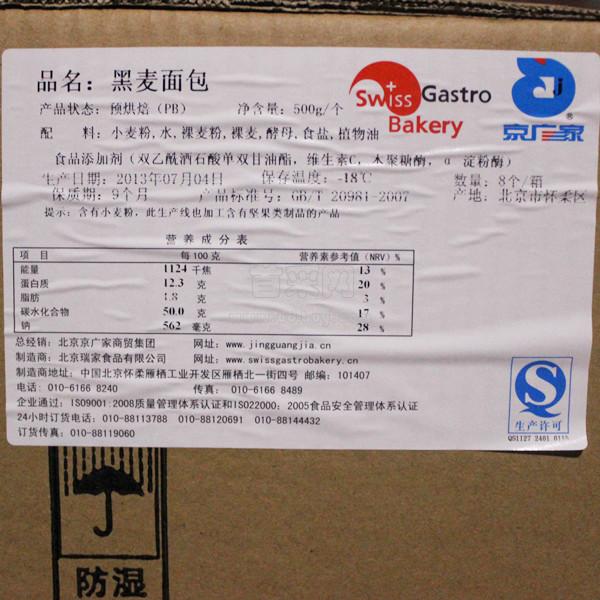 品名：黑麦面包
Swiss Gastro
Bakery
J
®
京广家
产品状态：预烘焙（PB） 净含量：500g/个
配 料：小麦粉,水,裸麦粉,裸麦,酵母,食盐,植物油
食品添加剂（双乙酰酒石酸单双甘油酯，维生素C，木聚糖酶，α 淀粉酶）
生产日期：2013年07月04日 保存温度：-18℃ 数量：8个/箱
保质期：9个月 产品标准号：GB/T 20981-2007 产地：北京市怀柔区
提示：含有小麦粉，此生产线也加工含有坚果类制品的产品
营养成分表
项目 每100克 营养素参考值（NRV）%
能量 1124 千焦 13 %
蛋白质 12.3 克 20 %
脂肪 1.8 克 3 %
碳水化合物 50.0 克 17 %
钠 562 毫克 28 %
总经销：北京京广家商贸集团 网址：www.jingguangjia.cn
制造商：北京瑞家食品有限公司 网址：www.swissgastrobakery.cn
制造商地址：中国北京怀柔雁栖工业开发区雁栖北一街四号 邮编：101407
电话：010-6166 8240 传真：010-6166 8489
企业通过：ISO9001:2008质量管理体系认证和ISO22000：2005食品安全管理体系认证
24小时订货电话：010-88113788 010-88120691 010-88144432
订货传真：010-88119060
生产许可
QS1127 2401 0115
防湿